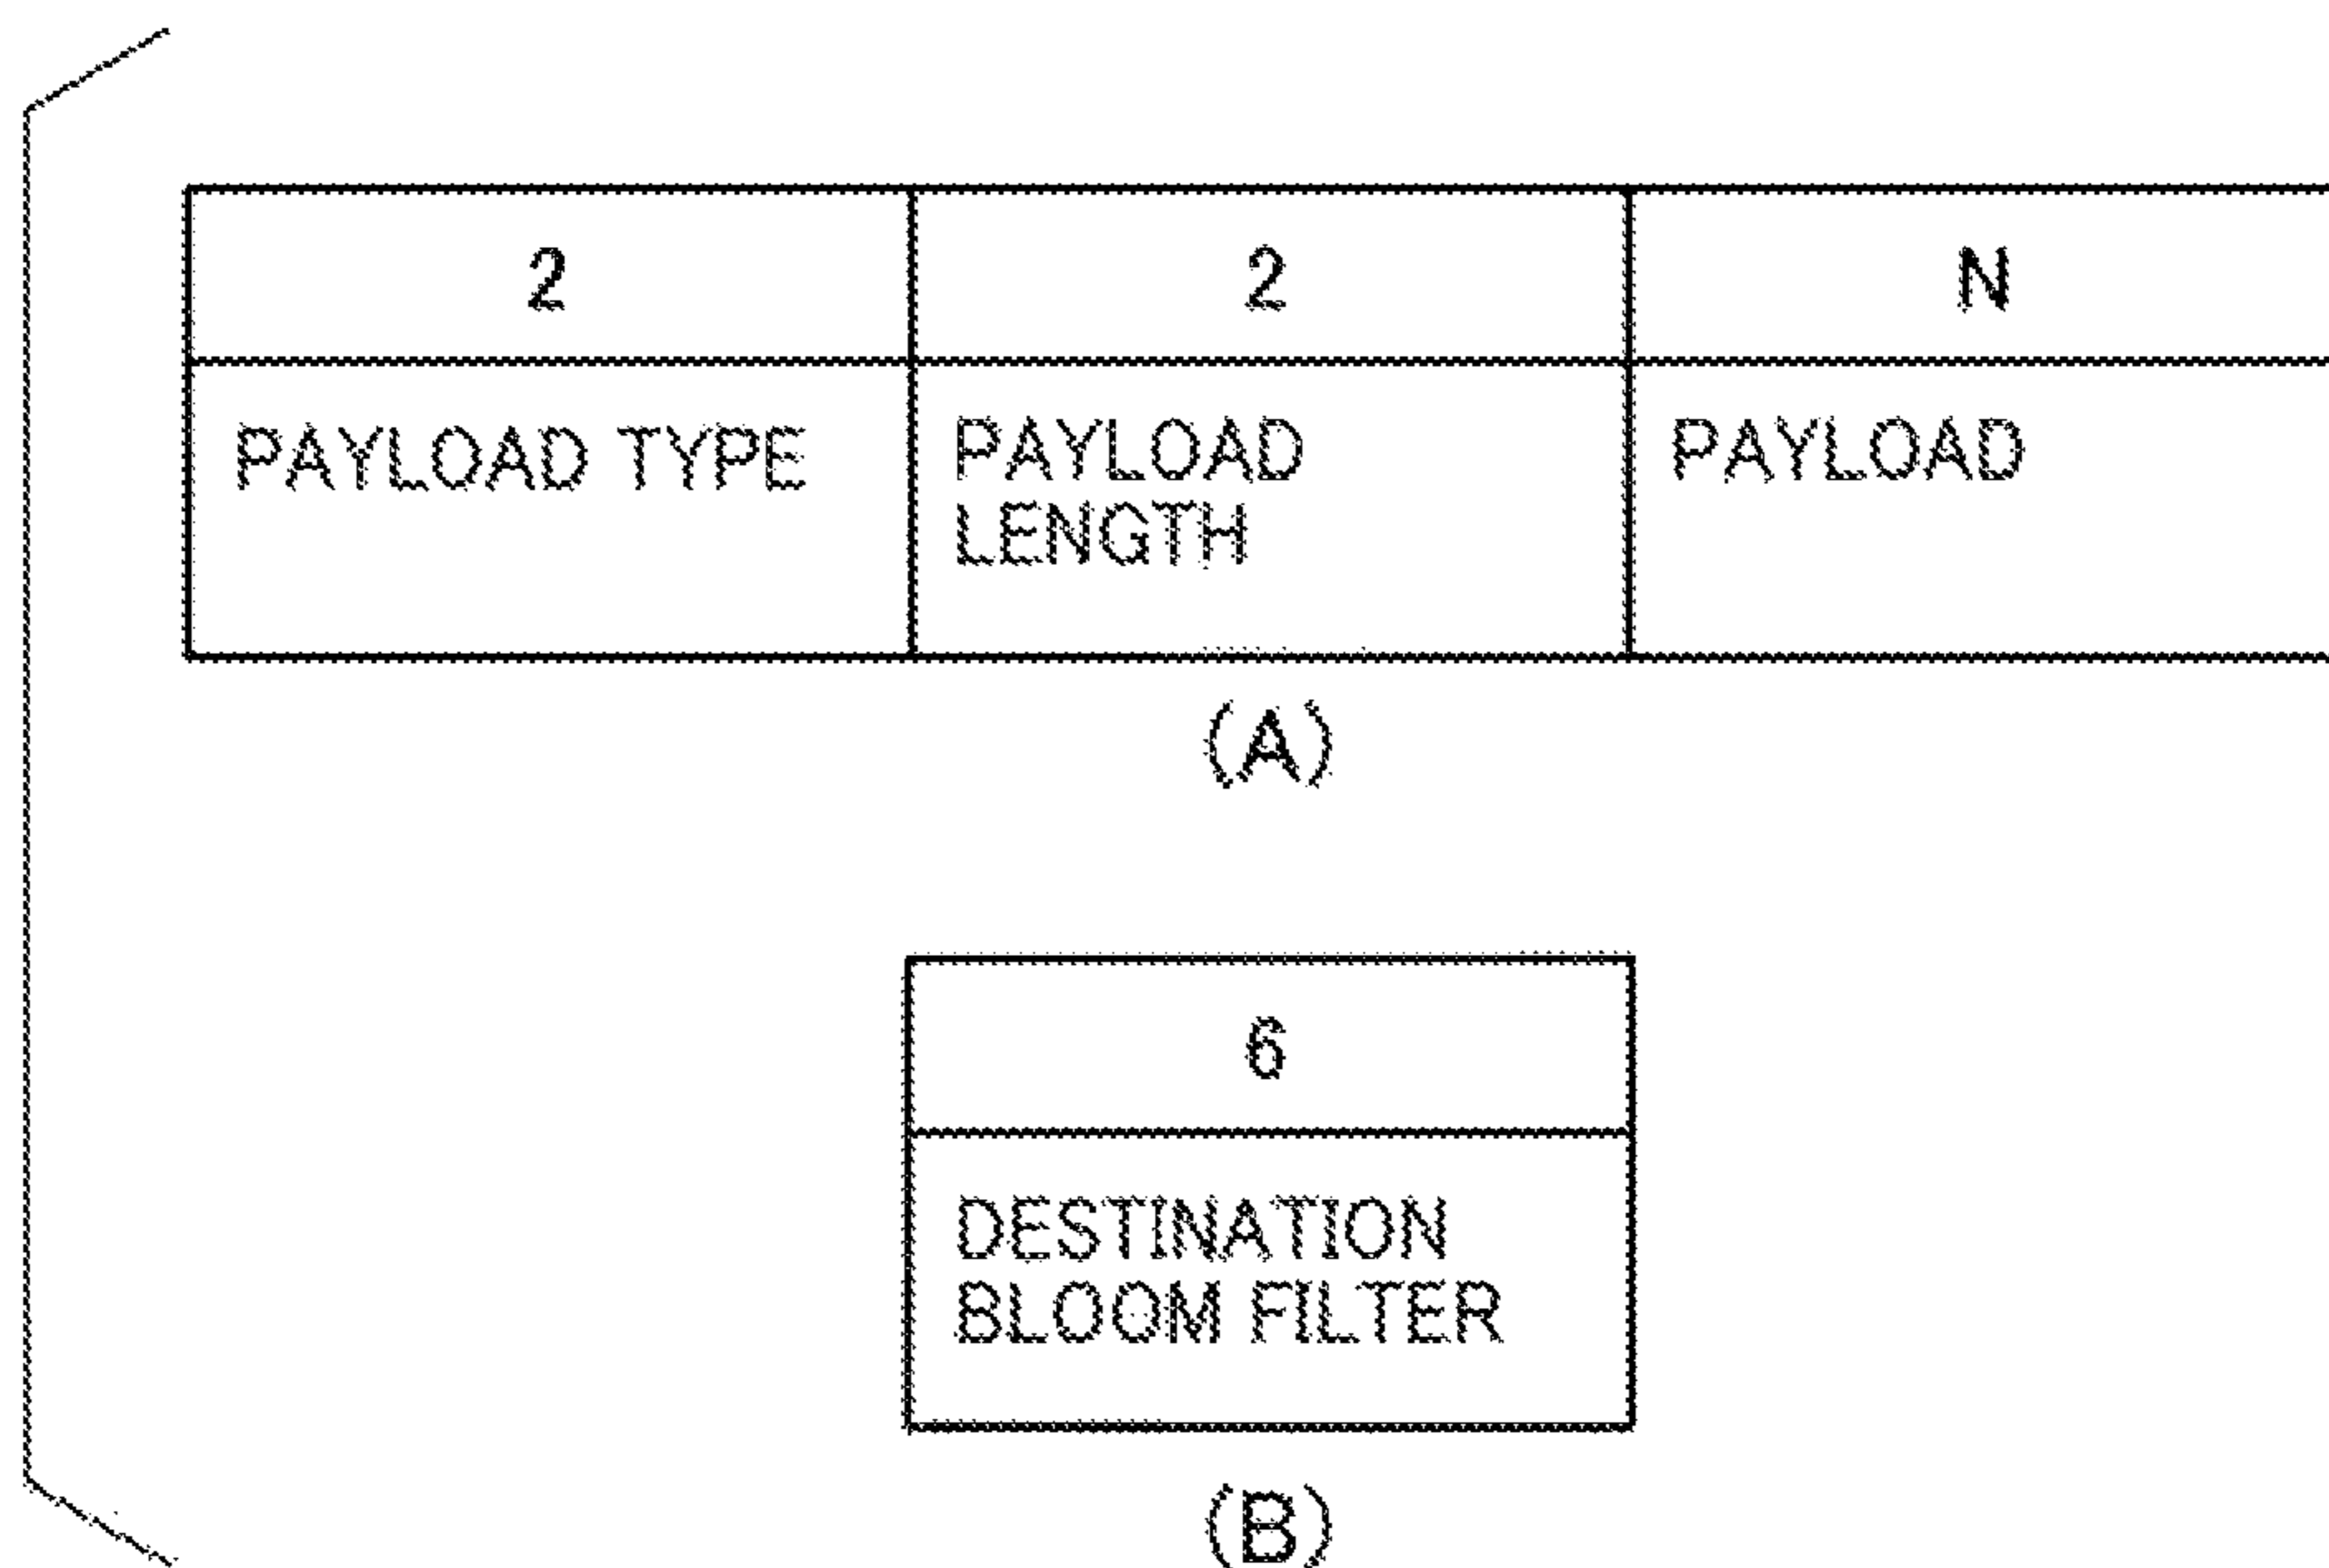 2 2 N
PAYLOAD TYPE PAYLOAD LENGTH PAYLOAD
(A)
6
DESTINATION
BLOOM FILTER
(B)